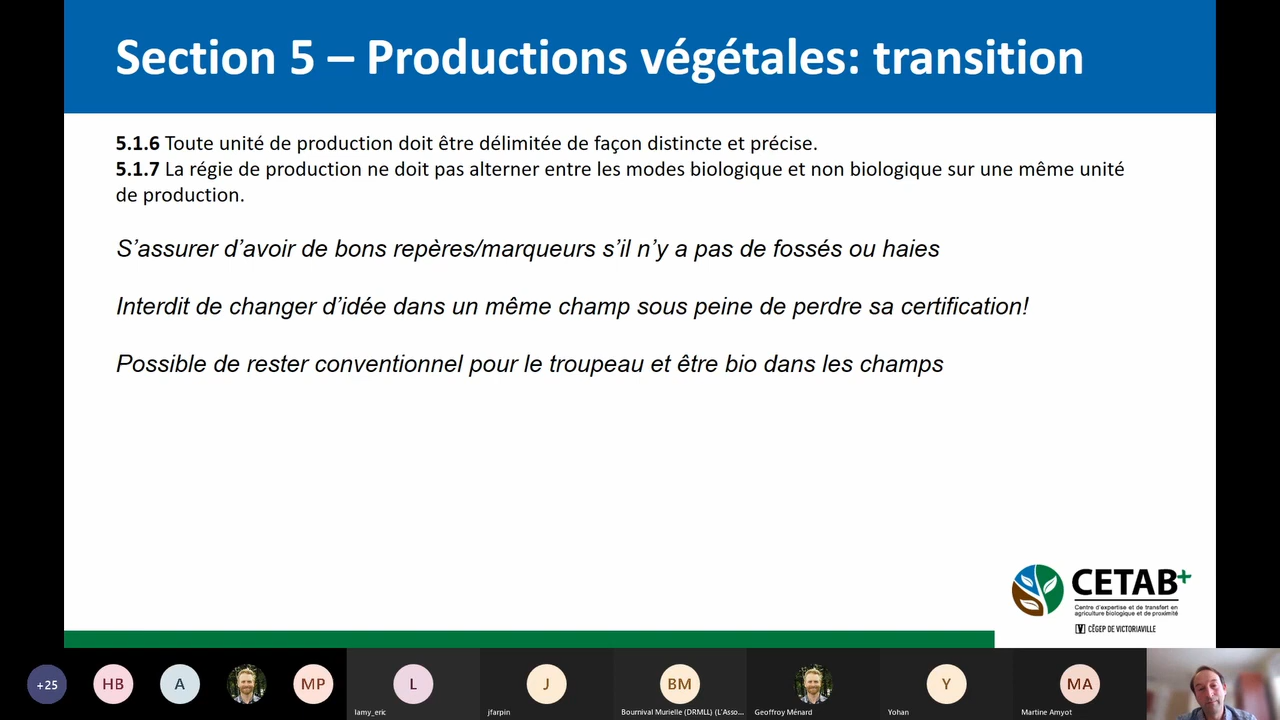 Section 5 – Productions végétales: transition
5.1.6 Toute unité de production doit être délimitée de façon distincte et précise.
5.1.7 La régie de production ne doit pas alterner entre les modes biologique et non biologique sur une même unité
de production.
S’assurer d’avoir de bons repères/marqueurs s’il n’y a pas de fossés ou haies
Interdit de changer d’idée dans un même champ sous peine de perdre sa certification!
Possible de rester conventionnel pour le troupeau et être bio dans les champs
CETAB+
Centre d'expertise et de transfert en
agriculture biologique et de proximité
CÉGEP DE VICTORIAVILLE
+25
HB
A
MP
L
J
BM
Y
MA
lamy_eric
jfarpin
Bournival Murielle (DRMLL) (L'Asso...
Geoffroy Ménard
Yohan
Martine Amyot